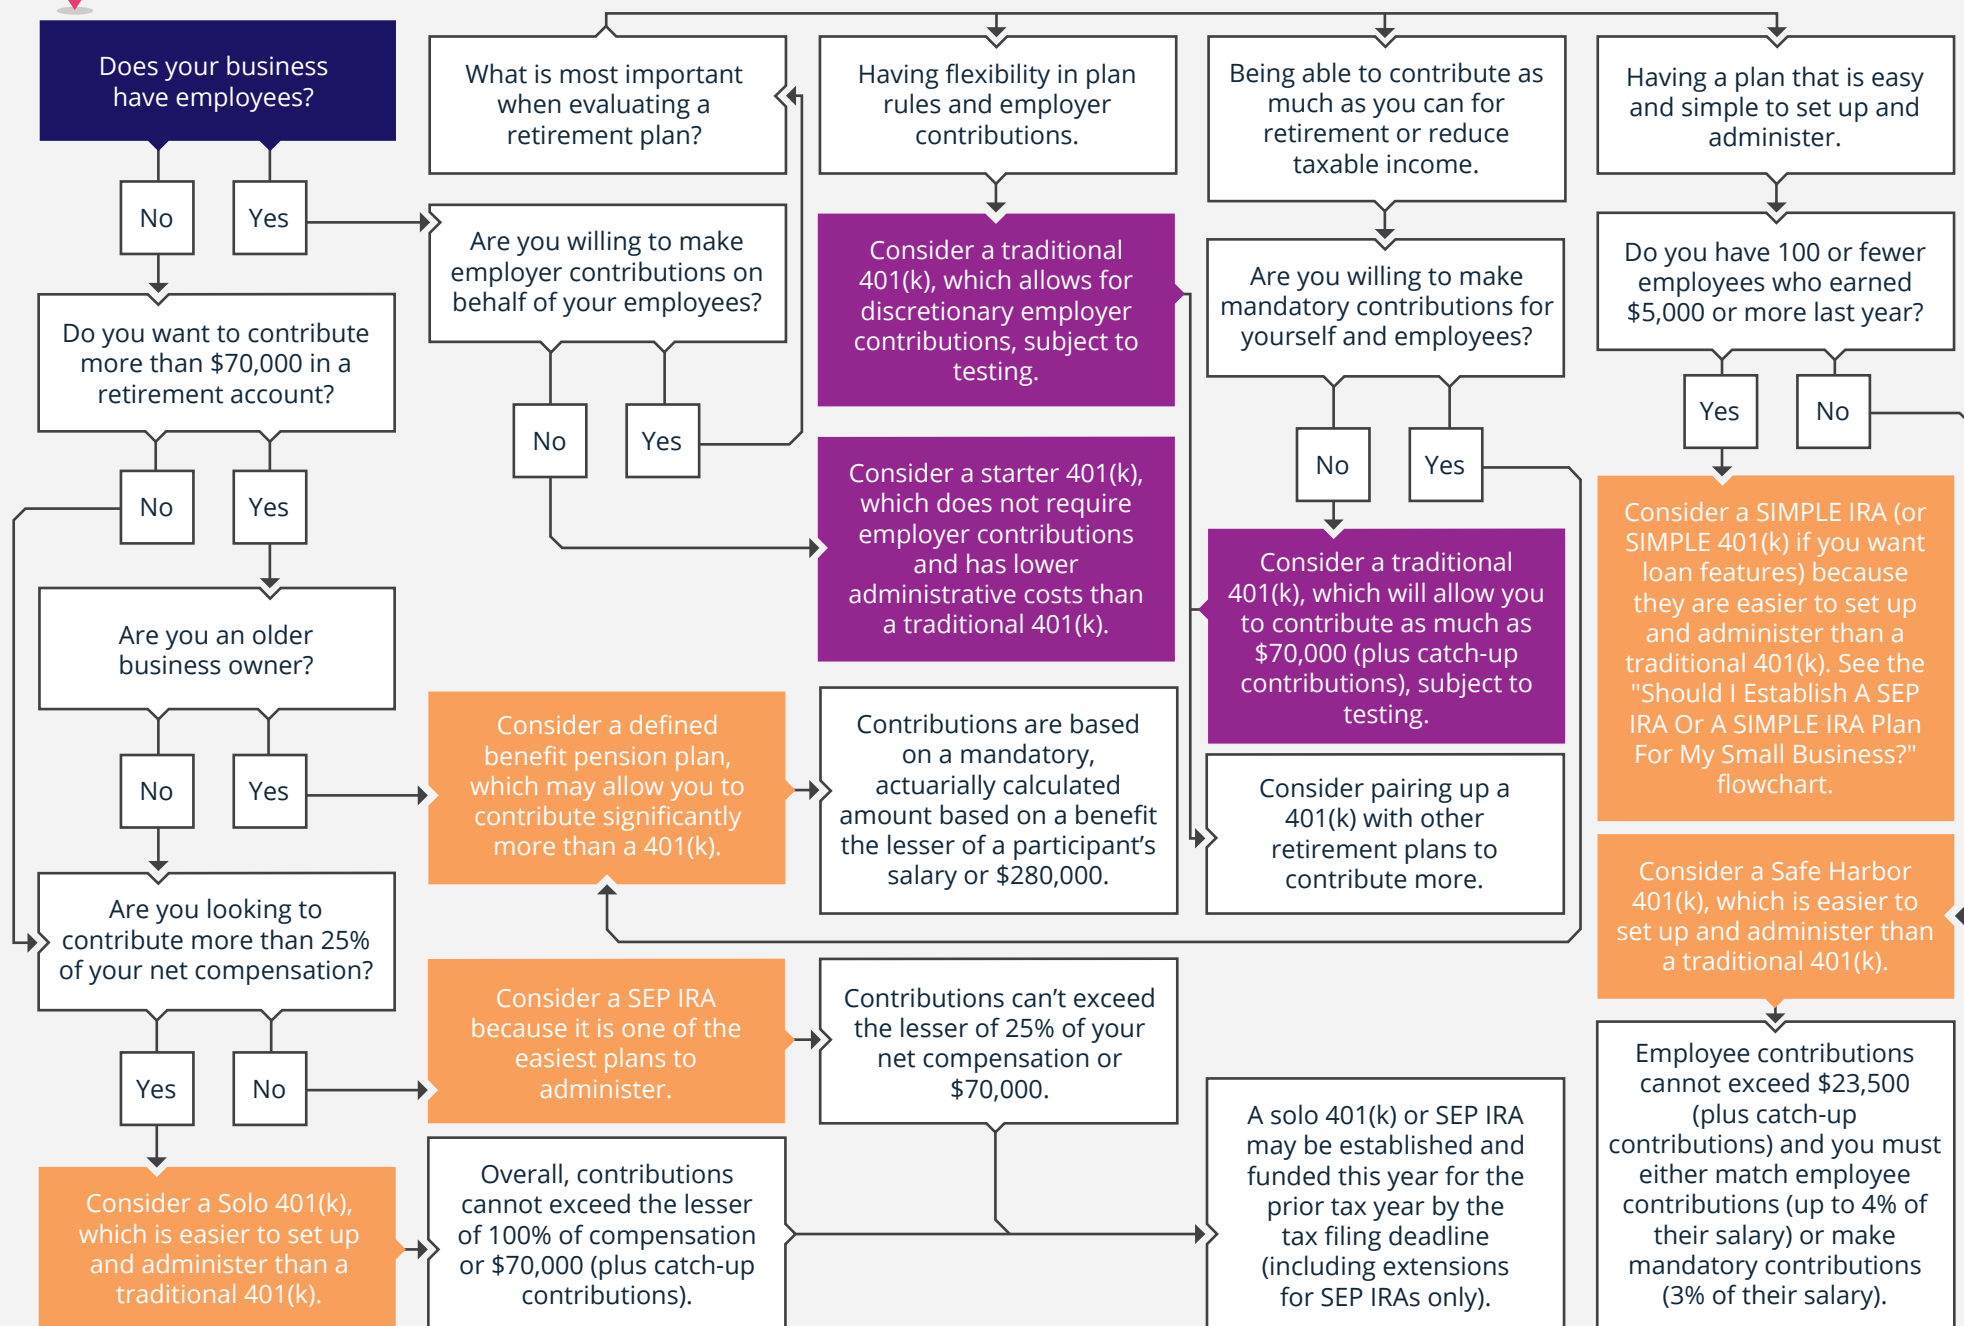 Does your business
have employees?
No
Yes
Do you want to contribute
more than $70,000 in a
retirement account?
No
Yes
Are you an older
business owner?
No
Yes
Are you looking to
contribute more than 25%
of your net compensation?
Yes
No
Consider a Solo 401(k),
which is easier to set up
and administer than a
traditional 401(k).
What is most important
when evaluating a
retirement plan?
Are you willing to make
employer contributions on
behalf of your employees?
No
Yes
Consider a defined
benefit pension plan,
which may allow you to
contribute significantly
more than a 401(k).
Consider a SEP IRA
because it is one of the
easiest plans to
administer.
Overall, contributions
cannot exceed the lesser
of 100% of compensation
or $70,000 (plus catch-up
contributions).
Having flexibility in plan
rules and employer
contributions.
Consider a traditional
401(k), which allows for
discretionary employer
contributions, subject to
testing.
Consider a starter 401(k),
which does not require
employer contributions
and has lower
administrative costs than
a traditional 401(k).
Contributions are based
on a mandatory,
actuarially calculated
amount based on a benefit
the lesser of a participant's
salary or $280,000.
Contributions can't exceed
the lesser of 25% of your
net compensation or
$70,000.
Being able to contribute as
much as you can for
retirement or reduce
taxable income.
Are you willing to make
mandatory contributions for
yourself and employees?
No
Yes
Consider a traditional
401(k), which will allow you
to contribute as much as
$70,000 (plus catch-up
contributions), subject to
testing.
Consider pairing up a
401(k) with other
retirement plans to
contribute more.
A solo 401(k) or SEP IRA
may be established and
funded this year for the
prior tax year by the
tax filing deadline
(including extensions
for SEP IRAs only).
Having a plan that is easy
and simple to set up and
administer.
Do you have 100 or fewer
employees who earned
$5,000 or more last year?
Yes
No
Consider a SIMPLE IRA (or
SIMPLE 401(k) if you want
loan features) because
they are easier to set up
and administer than a
traditional 401(k). See the
"Should I Establish A SEP
IRA Or A SIMPLE IRA Plan
For My Small Business?"
flowchart.
Consider a Safe Harbor
401(k), which is easier to
set up and administer than
a traditional 401(k).
Employee contributions
cannot exceed $23,500
(plus catch-up
contributions) and you must
either match employee
contributions (up to 4% of
their salary) or make
mandatory contributions
(3% of their salary).